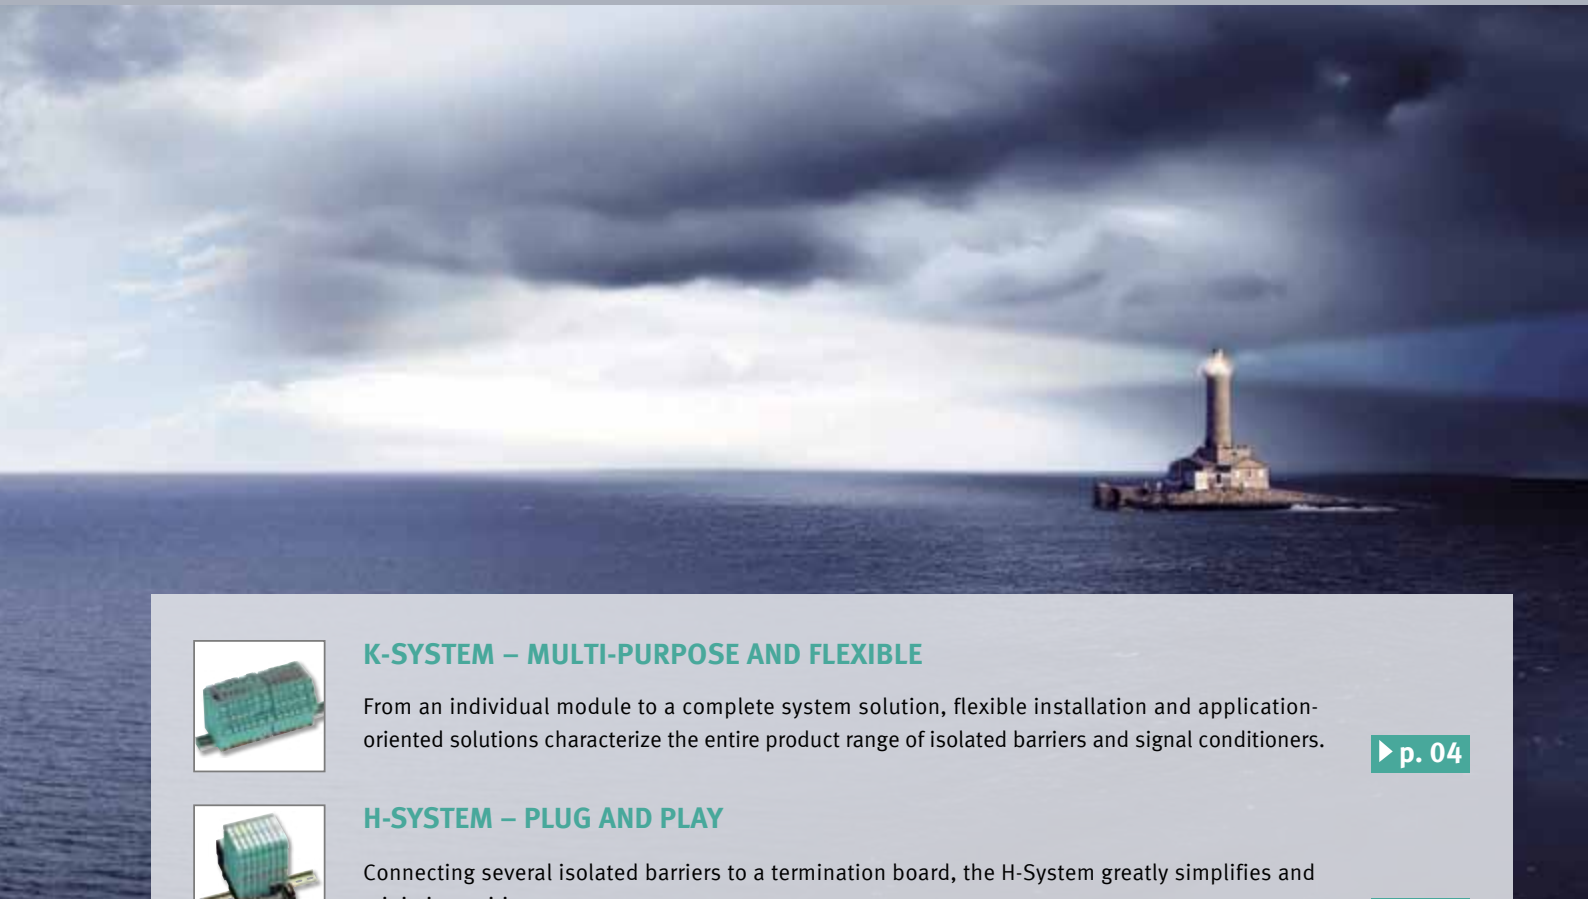 K-SYSTEM – MULTI-PURPOSE AND FLEXIBLE
From an individual module to a complete system solution, flexible installation and application-
oriented solutions characterize the entire product range of isolated barriers and signal conditioners.
p. 04
H-SYSTEM – PLUG AND PLAY
Connecting several isolated barriers to a termination board, the H-System greatly simplifies and